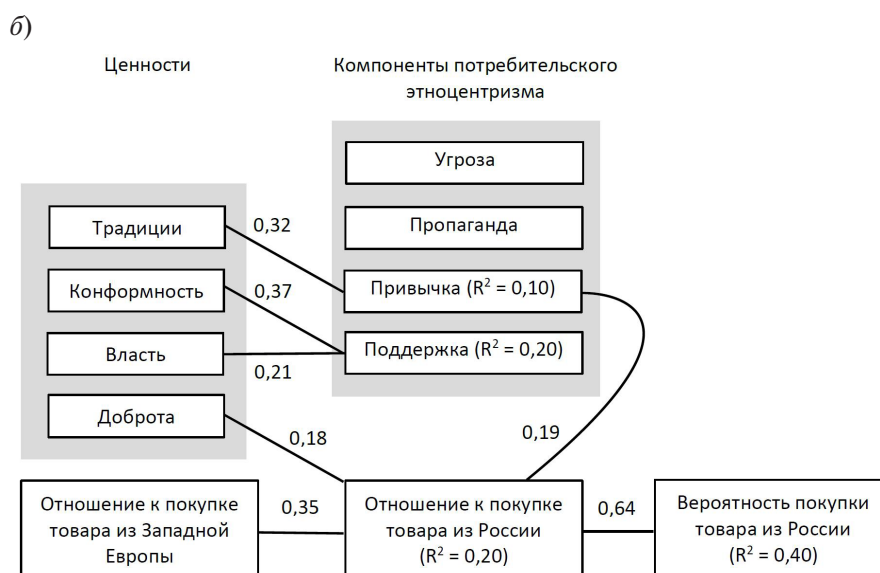 б)
Ценности
Компоненты потребительского
этноцентризма
Угроза
Пропаганда
Традиции
0,32
Привычка (R² = 0,10)
Конформность
0,37
Поддержка (R² = 0,20)
Власть
0,21
Доброта
0,18
0,19
Отношение к покупке
товара из Западной
Европы
0,35
Отношение к покупке
товара из России
(R² = 0,20)
0,64
Вероятность покупки
товара из России
(R² = 0,40)